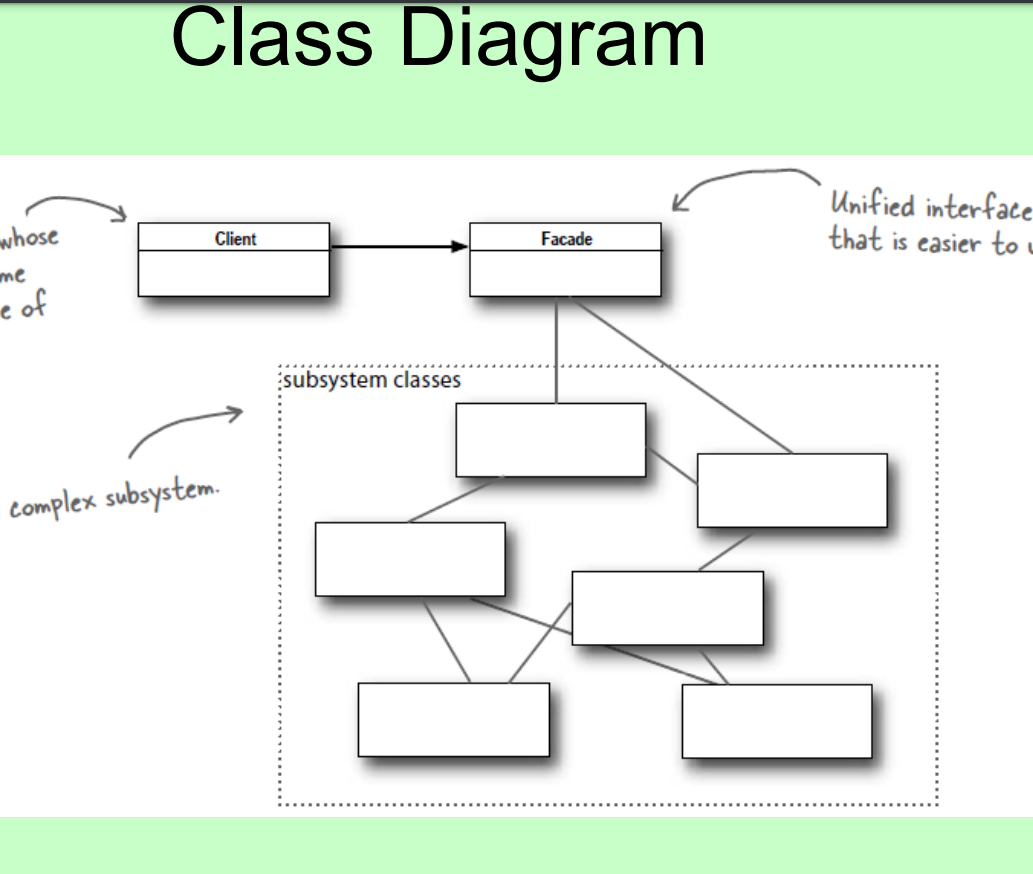 Class Diagram
whose
me
e of
Client
Facade
Unified interface
that is easier to
subsystem classes
complex subsystem.